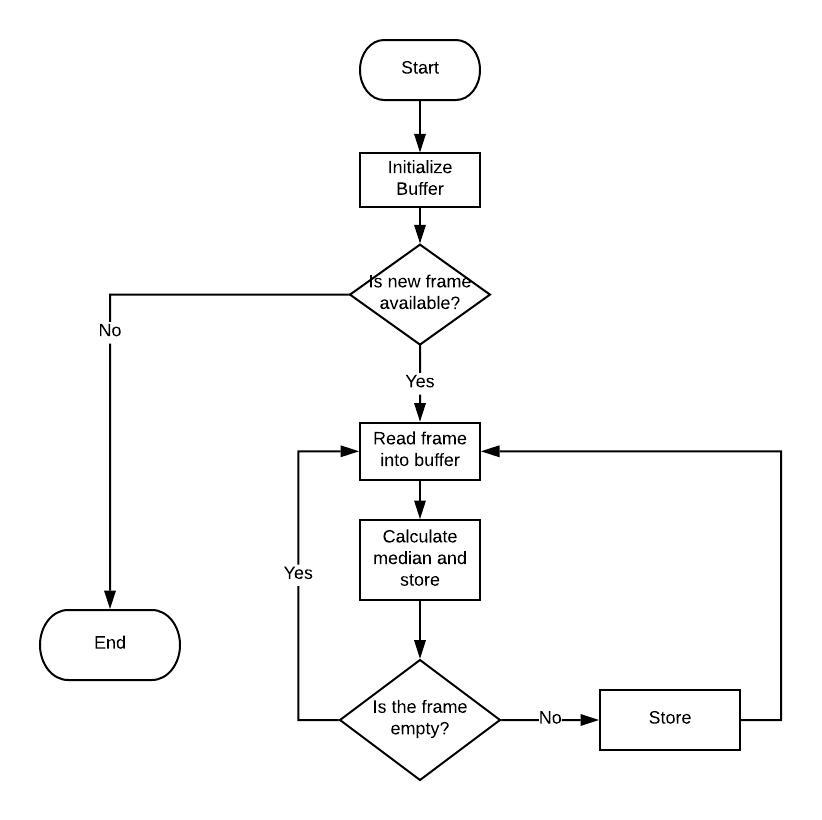 Start
Initialize
Buffer
Is new frame
available?
No
Yes
Read frame
into buffer
Calculate
median and
store
Yes
End
Is the frame
empty?
No
Store